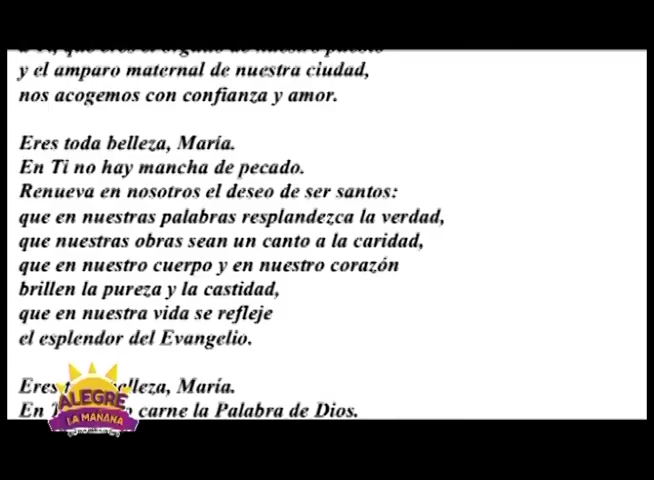 y el amparo maternal de nuestra ciudad,
nos acogemos con confianza y amor.
Eres toda belleza, María.
En Ti no hay mancha de pecado.
Renueva en nosotros el deseo de ser santos:
que en nuestras palabras resplandezca la verdad,
que nuestras obras sean un canto a la caridad,
que en nuestro cuerpo y en nuestro corazón
brillen la pureza y la castidad,
que en nuestra vida se refleje
el esplendor del Evangelio.
Eres belleza, María.
En carne la Palabra de Dios.
ALEGRE
LA MAÑANA